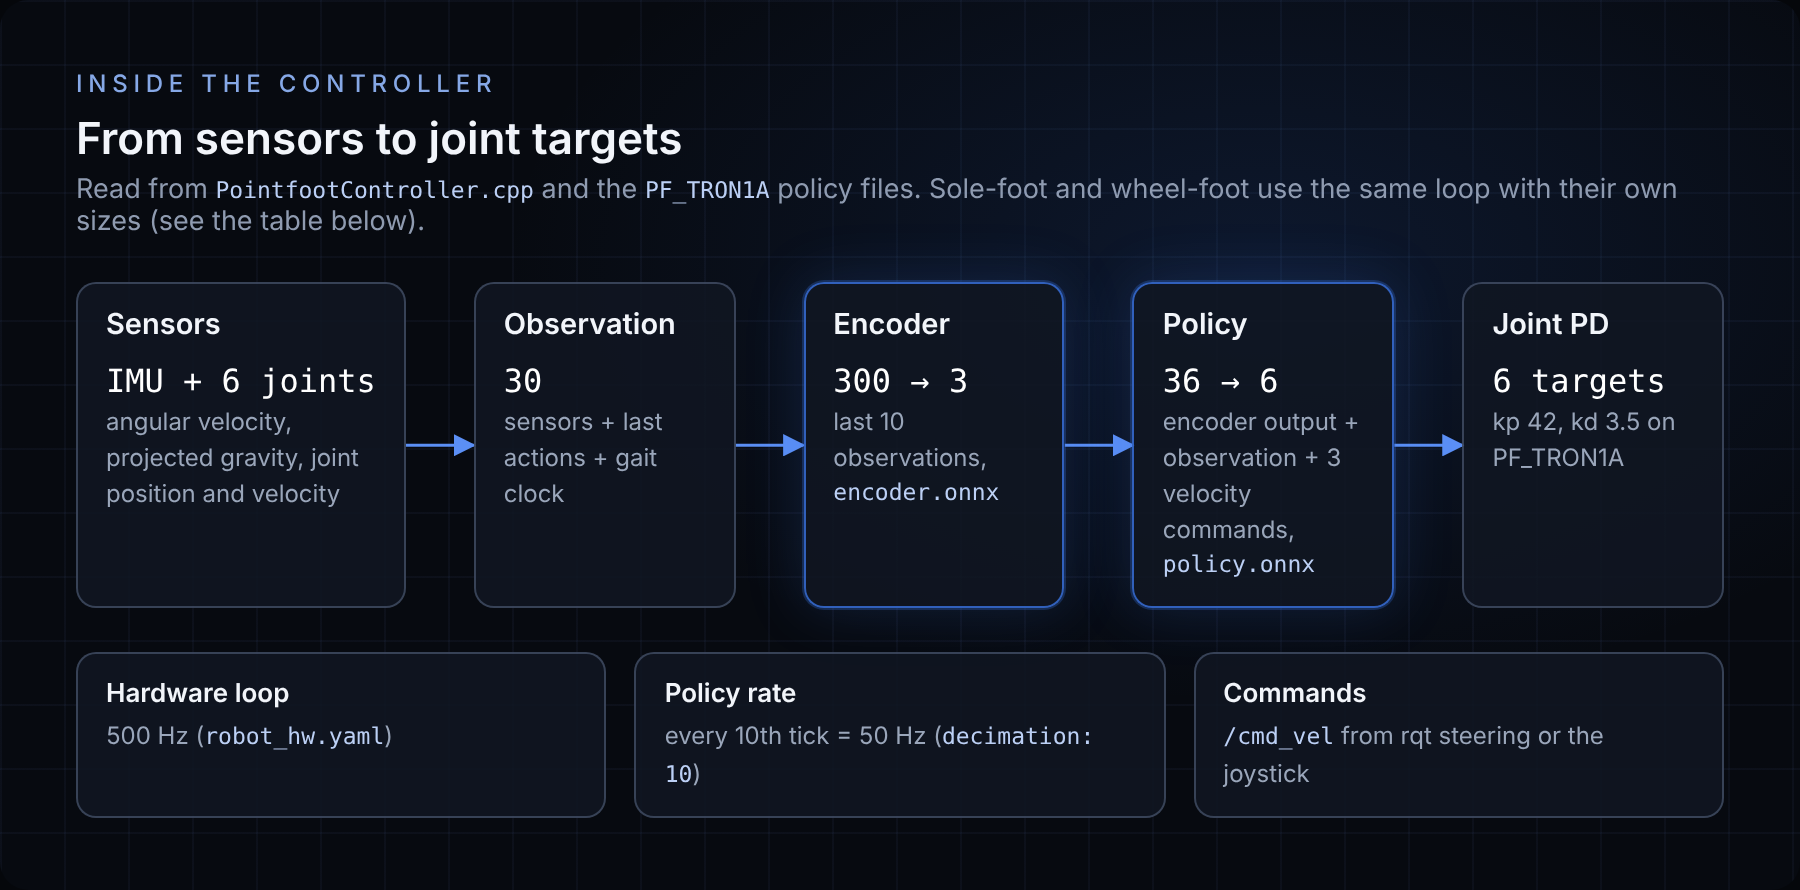 INSIDE THE CONTROLLER
From sensors to joint targets
Read from PointfootController.cpp and the PF_TRON1A policy files. Sole-foot and wheel-foot use the same loop with their own
sizes (see the table below).
Sensors
IMU + 6 joints
angular velocity,
projected gravity, joint
position and velocity
Observation
30
sensors + last
actions + gait
clock
Encoder
300 → 3
last 10
observations,
encoder.onnx
Policy
36 → 6
encoder output +
observation + 3
velocity
commands,
policy.onnx
Joint PD
6 targets
kp 42, kd 3.5 on
PF_TRON1A
Hardware loop
500 Hz (robot_hw.yaml)
Policy rate
every 10th tick = 50 Hz (decimation:
10)
Commands
/cmd_vel from rqt steering or the
joystick